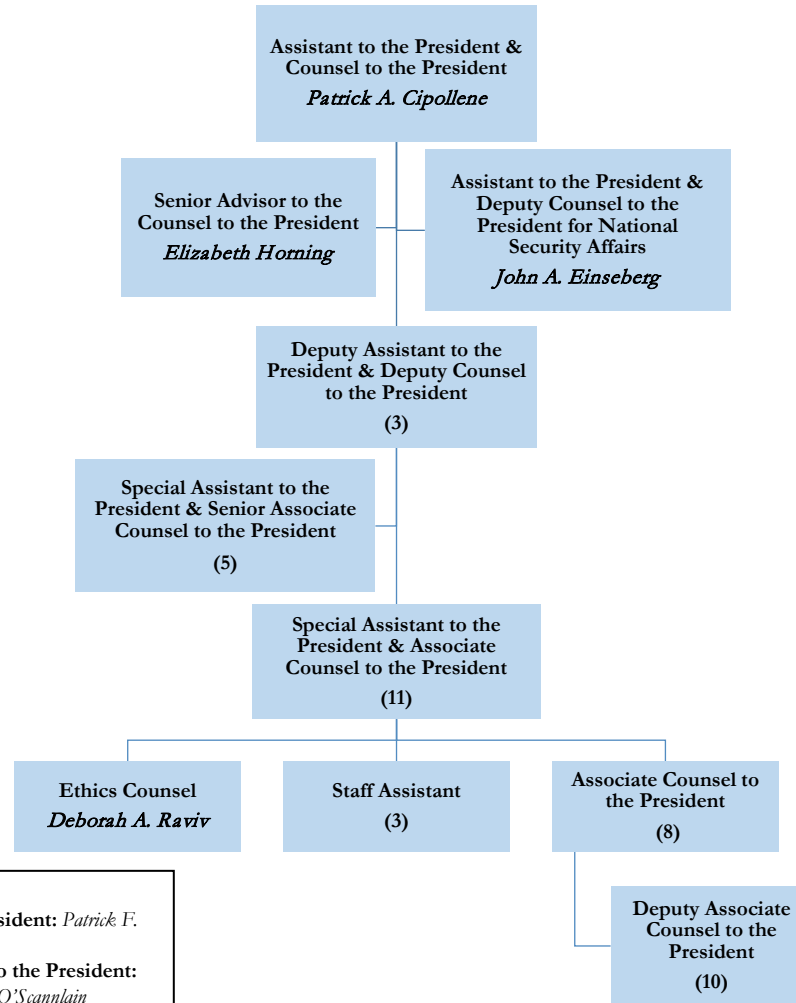 Assistant to the President &
Counsel to the President
Patrick A. Cipollene
Senior Advisor to the
Counsel to the President
Elizabeth Horning
Assistant to the President &
Deputy Counsel to the
President for National
Security Affairs
John A. Einseberg
Deputy Assistant to the
President & Deputy Counsel
to the President
(3)
Special Assistant to the
President & Senior Associate
Counsel to the President
(5)
Special Assistant to the
President & Associate
Counsel to the President
(11)
Ethics Counsel
Deborah A. Raviv
Staff Assistant
(3)
Associate Counsel to
the President
(8)
Deputy Associate
Counsel to the
President
(10)
Patrick F.
to the President:
O'Scannlain